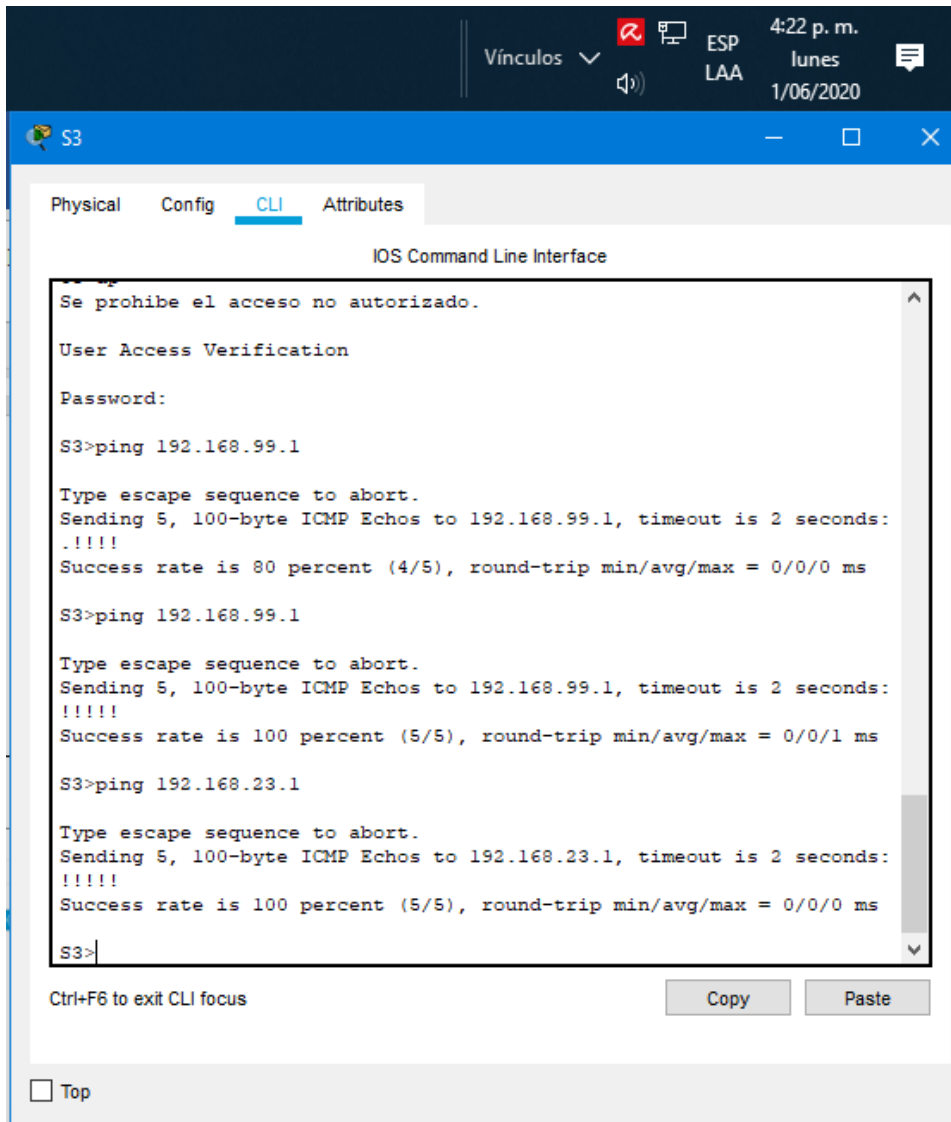 Vínculos
ESP
LAA
4:22 p. m.
lunes
1/06/2020
S3
Physical Config CLI Attributes
IOS Command Line Interface
Se prohibe el acceso no autorizado.
User Access Verification
Password:
S3>ping 192.168.99.1
Type escape sequence to abort.
Sending 5, 100-byte ICMP Echos to 192.168.99.1, timeout is 2 seconds:
.!!!!
Success rate is 80 percent (4/5), round-trip min/avg/max = 0/0/0 ms
S3>ping 192.168.99.1
Type escape sequence to abort.
Sending 5, 100-byte ICMP Echos to 192.168.99.1, timeout is 2 seconds:
!!!!!
Success rate is 100 percent (5/5), round-trip min/avg/max = 0/0/1 ms
S3>ping 192.168.23.1
Type escape sequence to abort.
Sending 5, 100-byte ICMP Echos to 192.168.23.1, timeout is 2 seconds:
!!!!!
Success rate is 100 percent (5/5), round-trip min/avg/max = 0/0/0 ms
S3>
Ctrl+F6 to exit CLI focus
Copy
Paste
Top